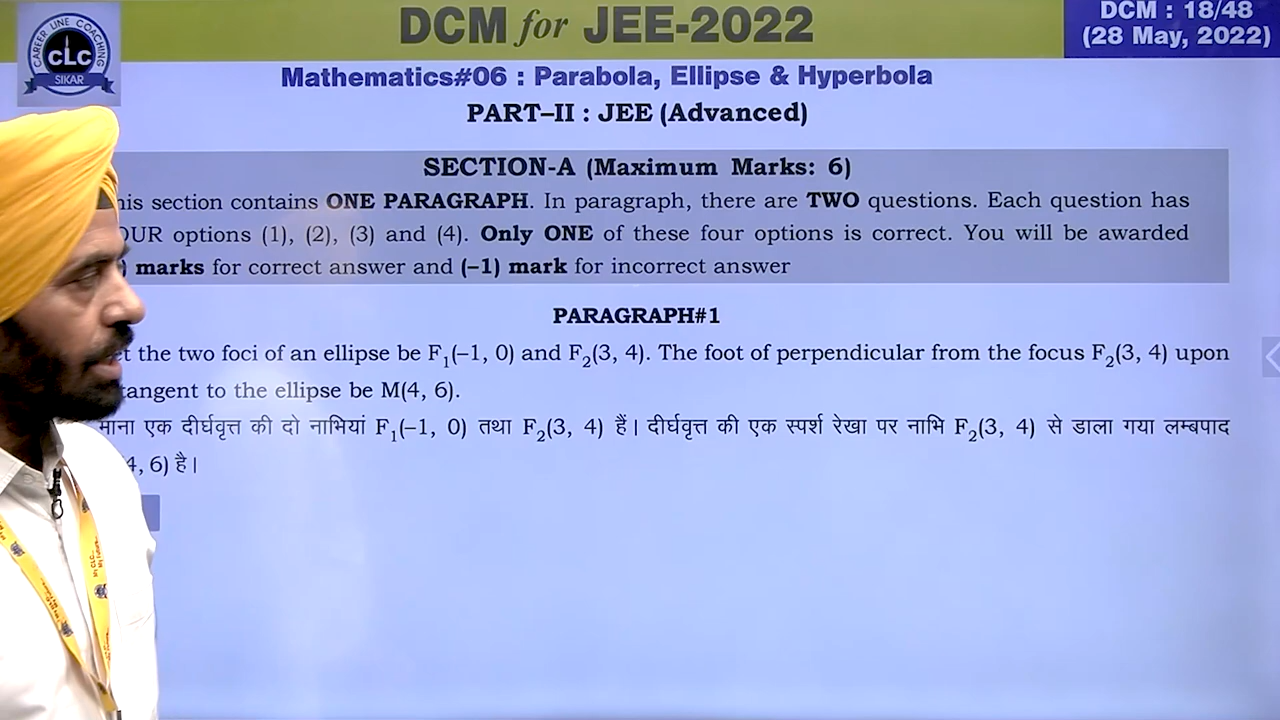 DCM for JEE-2022
DCM : 18/48
(28 May, 2022)
CAREER LINE COACHING
CLC
SIKAR
Mathematics#06 : Parabola, Ellipse & Hyperbola
PART–II : JEE (Advanced)
SECTION-A (Maximum Marks: 6)
section contains ONE PARAGRAPH. In paragraph, there are TWO questions. Each question has
options (1), (2), (3) and (4). Only ONE of these four options is correct. You will be awarded
marks for correct answer and (–1) mark for incorrect answer
PARAGRAPH#1
the two foci of an ellipse be F₁(–1, 0) and F₂(3, 4). The foot of perpendicular from the focus F₂(3, 4) upon
tangent to the ellipse be M(4, 6).
माना एक दीर्घवृत्त की दो नाभियां F₁(–1, 0) तथा F₂(3, 4) हैं। दीर्घवृत्त की एक स्पर्श रेखा पर नाभि F₂(3, 4) से डाला गया लम्बपाद
4, 6) है।